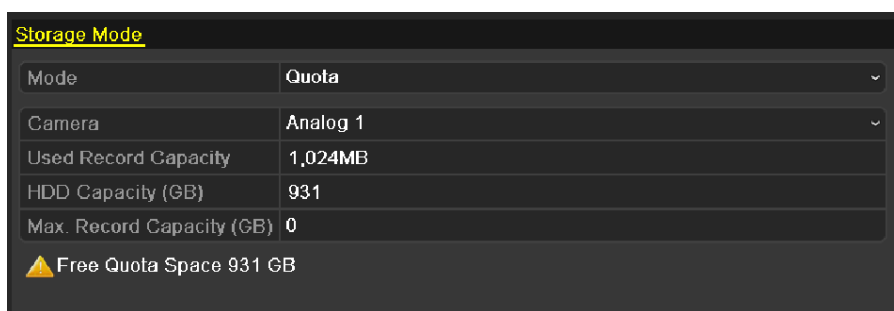 Storage Mode
Mode Quota
Camera Analog 1
Used Record Capacity 1,024MB
HDD Capacity (GB) 931
Max. Record Capacity (GB) 0
Free Quota Space 931 GB